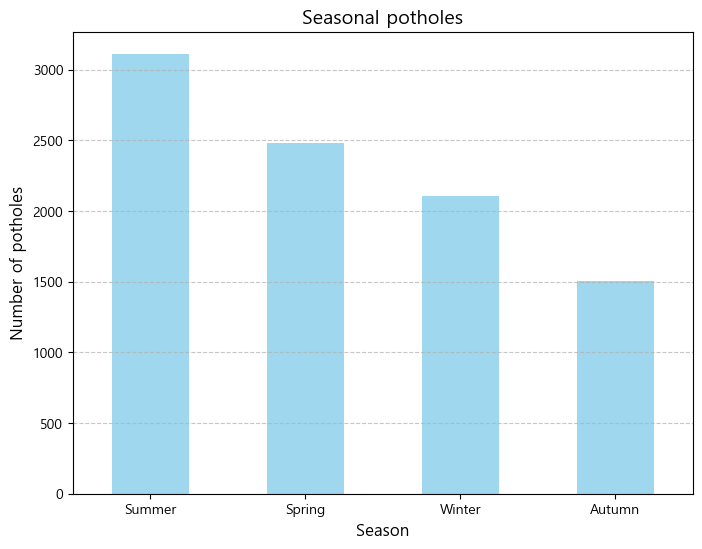 Seasonal potholes
Number of potholes
3000
2500
2000
1500
1000
500
0
Summer
Spring
Winter
Autumn
Season